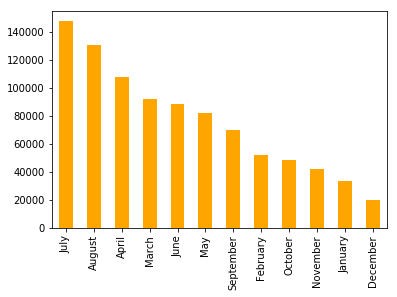 140000
120000
100000
80000
60000
40000
20000
0
July
August
April
March
June
May
September
February
October
November
January
December